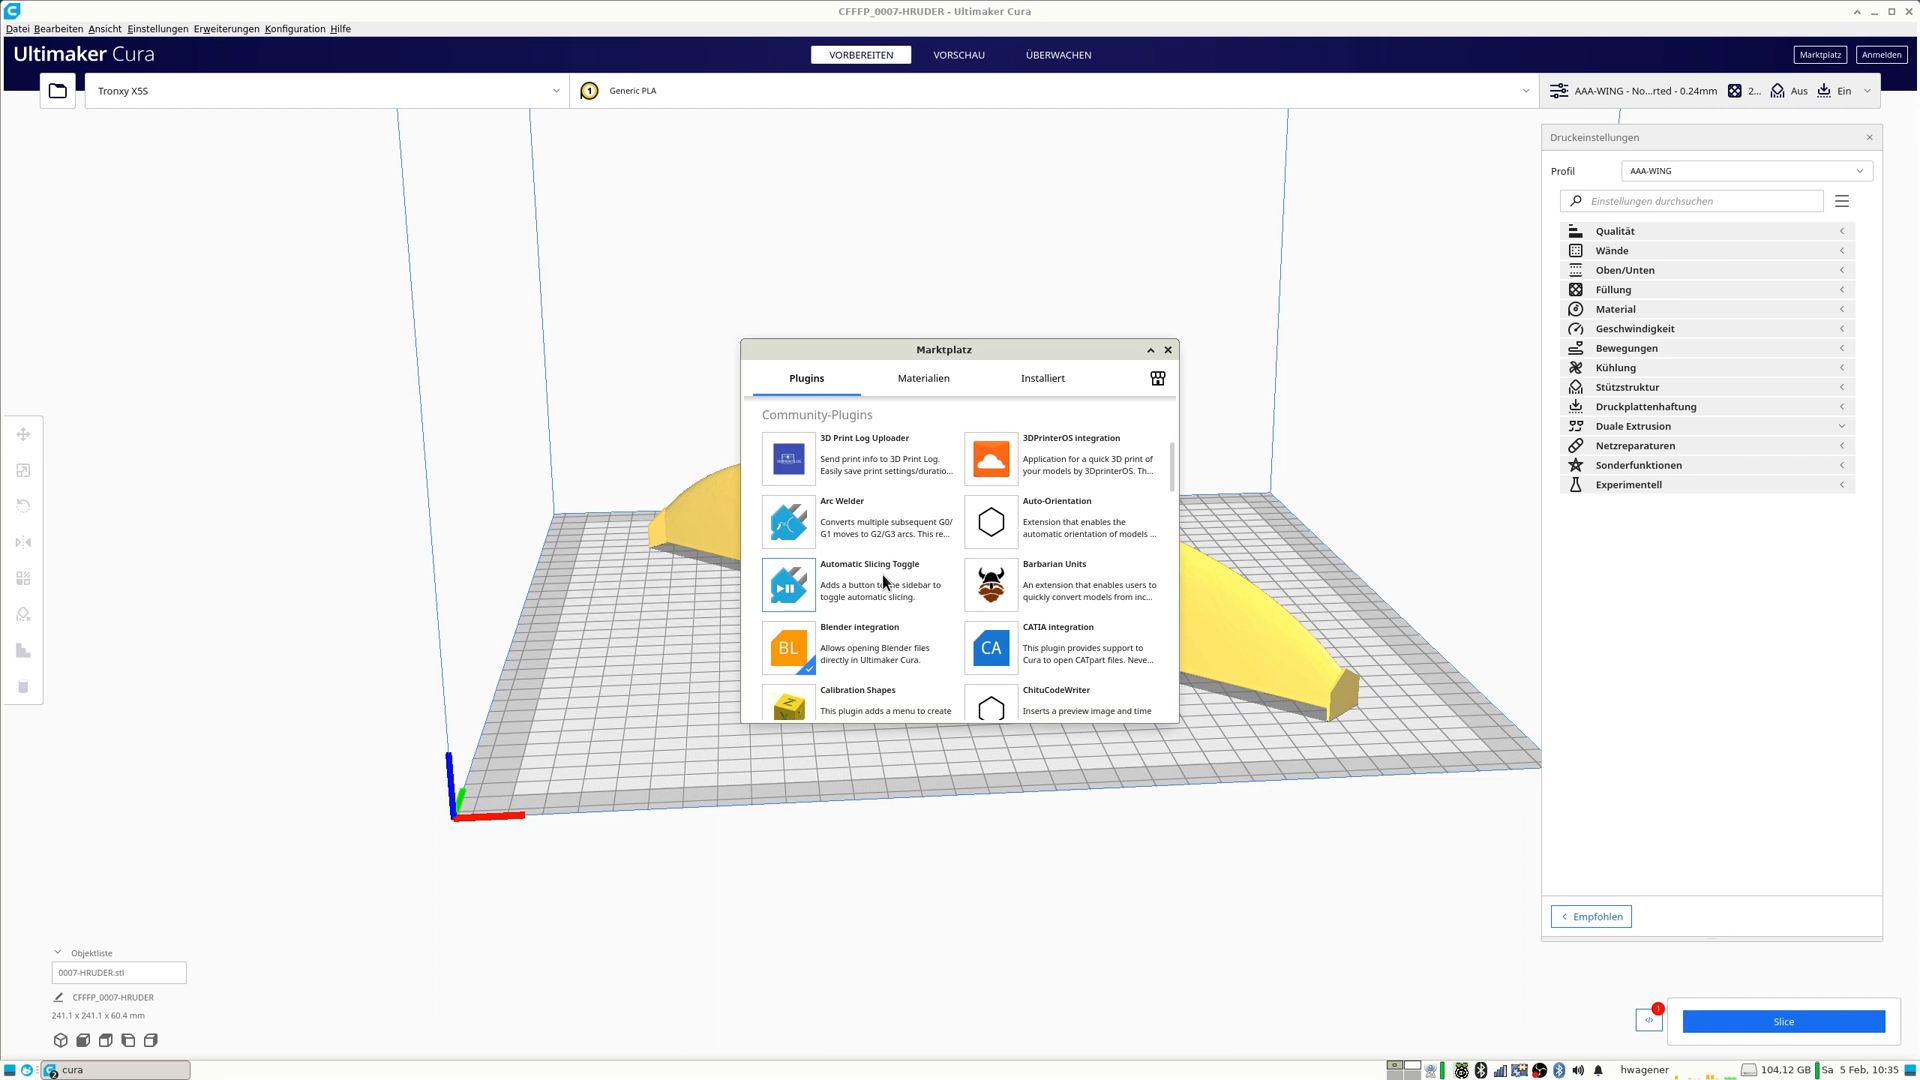 CFFFP_0007-HRUDER - Ultimaker Cura
Datei Bearbeiten Ansicht Einstellungen Erweiterungen Konfiguration Hilfe
Ultimaker Cura
VORBEREITEN VORSCHAU ÜBERWACHEN
Marktplatz Anmelden
Tronxy X5S
1 Generic PLA
AAA-WING - No...rted - 0.24mm 2... Aus Ein
Druckeinstellungen
Profil AAA-WING
Einstellungen durchsuchen
Qualität
Wände
Oben/Unten
Füllung
Material
Geschwindigkeit
Bewegungen
Kühlung
Stützstruktur
Druckplattenhaftung
Duale Extrusion
Netzreparaturen
Sonderfunktionen
Experimentell
Empfohlen
Marktplatz
Plugins Materialien Installiert
Community-Plugins
3D Print Log Uploader
Send print info to 3D Print Log.
Easily save print settings/duratio...
3DPrinterOS integration
Application for a quick 3D print of
your models by 3DprinterOS. Th...
Arc Welder
Converts multiple subsequent G0/
G1 moves to G2/G3 arcs. This re...
Auto-Orientation
Extension that enables the
automatic orientation of models ...
Automatic Slicing Toggle
Adds a button to the sidebar to
toggle automatic slicing.
Barbarian Units
An extension that enables users to
quickly convert models from inc...
BL
Blender integration
Allows opening Blender files
directly in Ultimaker Cura.
CA
CATIA integration
This plugin provides support to
Cura to open CATpart files. Neve...
Calibration Shapes
This plugin adds a menu to create
ChituCodeWriter
Inserts a preview image and time
Objektliste
0007-HRUDER.stl
CFFFP_0007-HRUDER
241.1 x 241.1 x 60.4 mm
1
Slice
2 cura
hwagener 104,12 GB Sa 5 Feb, 10:35